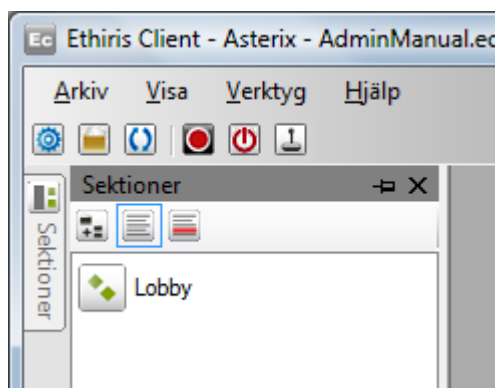 Ec Ethiris Client - Asterix - AdminManual.ec
Arkiv Visa Verktyg Hjälp
Sektioner
Sektioner
Lobby